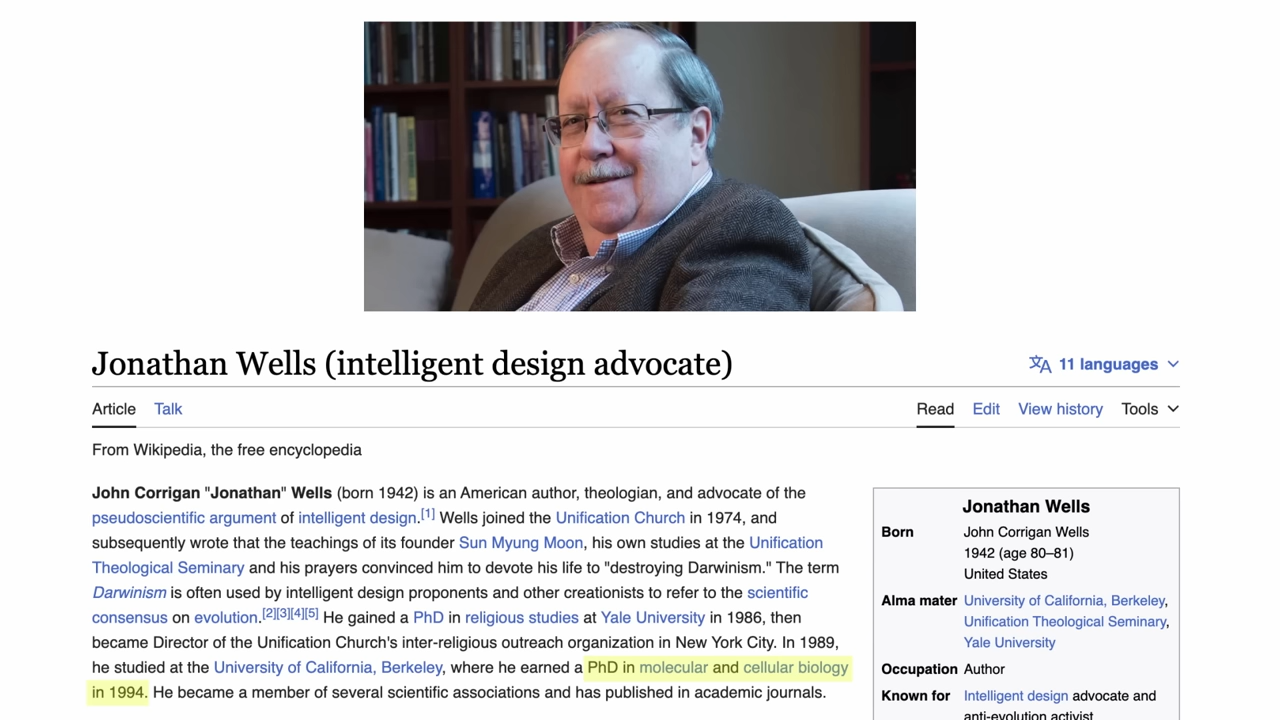 Jonathan Wells (intelligent design advocate)
11 languages
Article Talk
Read Edit View history Tools
From Wikipedia, the free encyclopedia
John Corrigan "Jonathan" Wells (born 1942) is an American author, theologian, and advocate of the
pseudoscientific argument of intelligent design.[1] Wells joined the Unification Church in 1974, and
subsequently wrote that the teachings of its founder Sun Myung Moon, his own studies at the Unification
Theological Seminary and his prayers convinced him to devote his life to "destroying Darwinism." The term
Darwinism is often used by intelligent design proponents and other creationists to refer to the scientific
consensus on evolution.[2][3][4][5] He gained a PhD in religious studies at Yale University in 1986, then
became Director of the Unification Church's inter-religious outreach organization in New York City. In 1989,
he studied at the University of California, Berkeley, where he earned a PhD in molecular and cellular biology
in 1994. He became a member of several scientific associations and has published in academic journals.
Jonathan Wells
Born John Corrigan Wells
1942 (age 80–81)
United States
Alma mater University of California, Berkeley,
Unification Theological Seminary,
Yale University
Occupation Author
Known for Intelligent design advocate and
anti-evolution activist